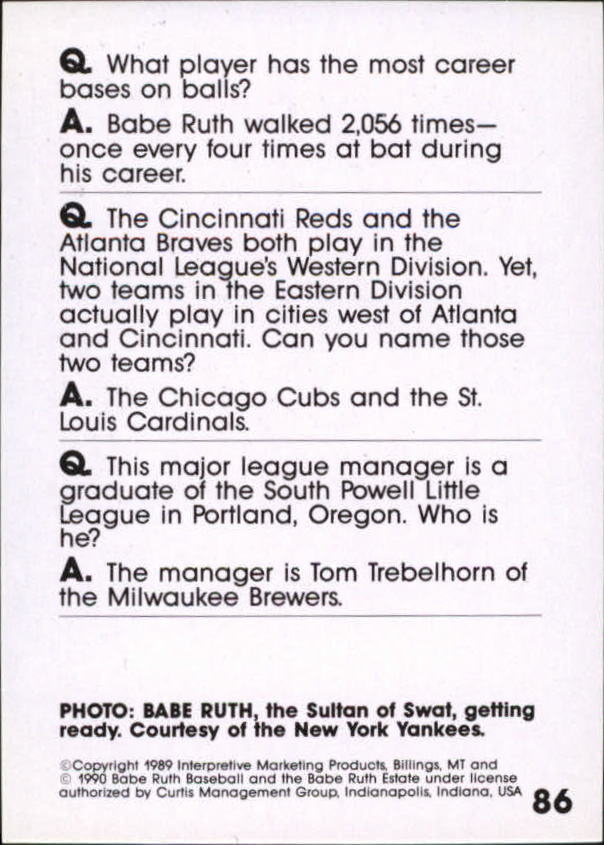 Q. What player has the most career
bases on balls?
A. Babe Ruth walked 2,056 times—
once every four times at bat during
his career.
Q. The Cincinnati Reds and the
Atlanta Braves both play in the
National League's Western Division. Yet,
two teams in the Eastern Division
actually play in cities west of Atlanta
and Cincinnati. Can you name those
two teams?
A. The Chicago Cubs and the St.
Louis Cardinals.
Q. This major league manager is a
graduate of the South Powell Little
League in Portland, Oregon. Who is
he?
A. The manager is Tom Trebelhorn of
the Milwaukee Brewers.
PHOTO: BABE RUTH, the Sultan of Swat, getting
ready. Courtesy of the New York Yankees.
©Copyright 1989 Interpretive Marketing Products, Billings, MT and
© 1990 Babe Ruth Baseball and the Babe Ruth Estate under license
authorized by Curtis Management Group, Indianapolis, Indiana, USA
86